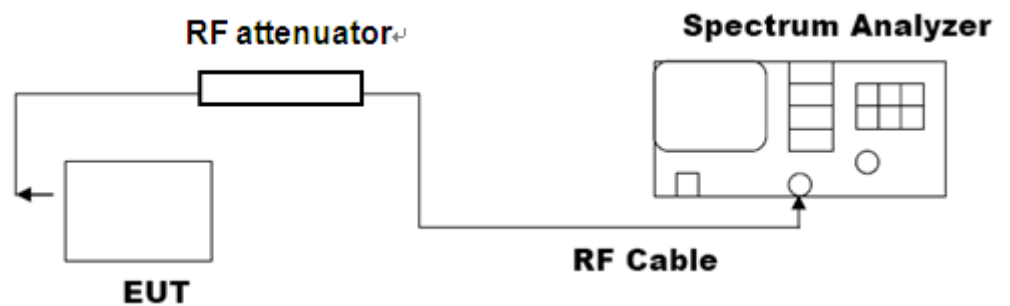 RF attenuator↵
Spectrum Analyzer
RF Cable
EUT